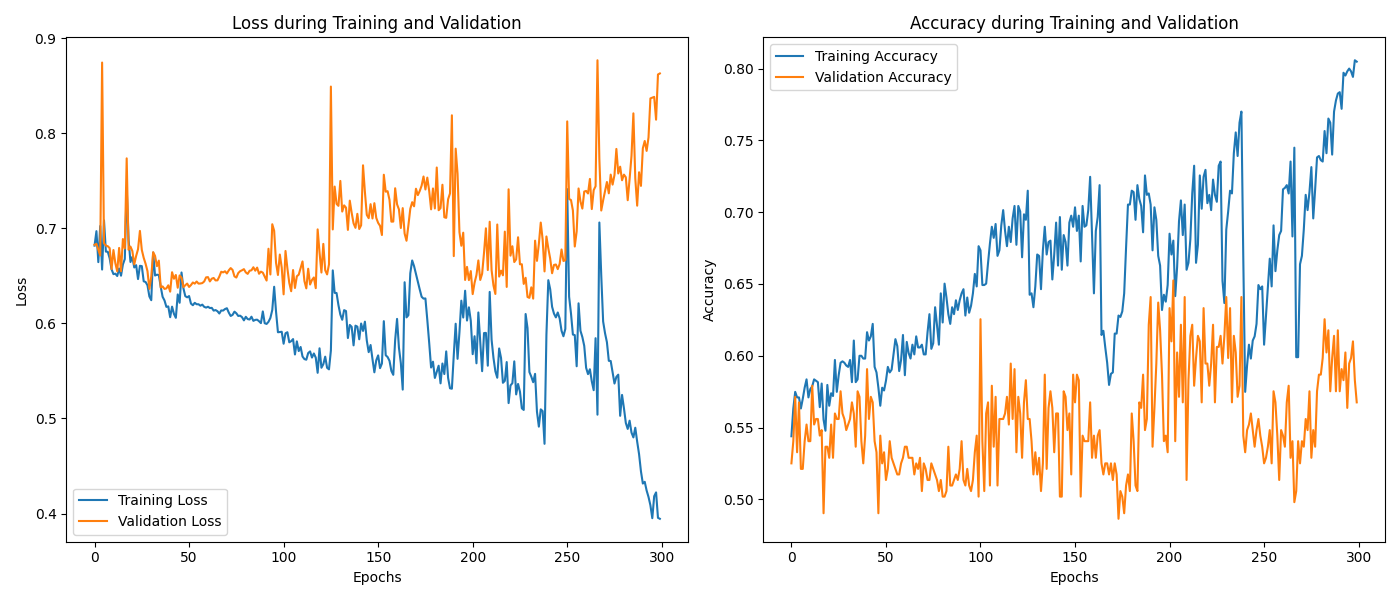 Loss during Training and Validation
0.9
0.8
0.7
0.6
0.5
0.4
Loss
Training Loss
Validation Loss
0 50 100 150 200 250 300
Epochs
Accuracy during Training and Validation
Training Accuracy
Validation Accuracy
0.80
0.75
0.70
0.65
0.60
0.55
0.50
Accuracy
0 50 100 150 200 250 300
Epochs